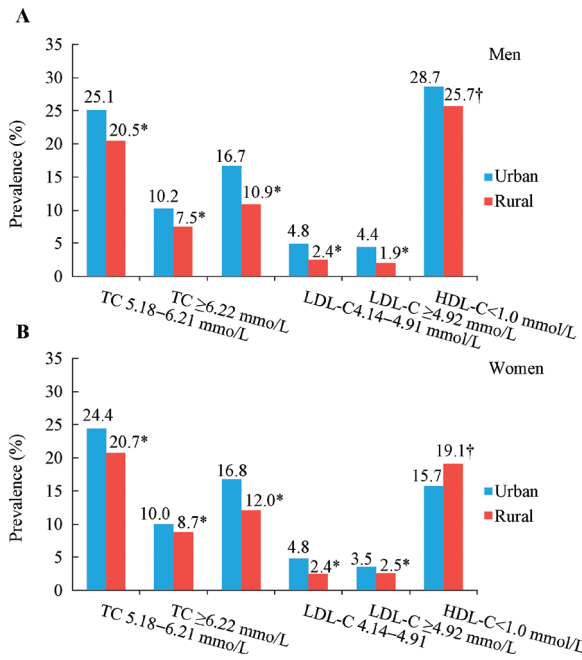 A
Men
Prevalence (%)
35
30
25
20
15
10
5
0
25.1
20.5*
10.2
7.5*
16.7
10.9*
4.8
2.4*
4.4
1.9*
28.7
25.7†
Urban
Rural
TC 5.18–6.21 mmo/L
TC ≥6.22 mmo/L
LDL-C4.14–4.91 mmol/L
LDL-C ≥4.92 mmo/L
HDL-C<1.0 mmol/L
B
Women
Prevalence (%)
35
30
25
20
15
10
5
0
24.4
20.7*
10.0
8.7*
16.8
12.0*
4.8
2.4*
3.5
2.5*
15.7
19.1†
Urban
Rural
TC 5.18–6.21 mmo/L
TC ≥6.22 mmo/L
LDL-C 4.14–4.91
LDL-C ≥4.92 mmo/L
HDL-C<1.0 mmol/L